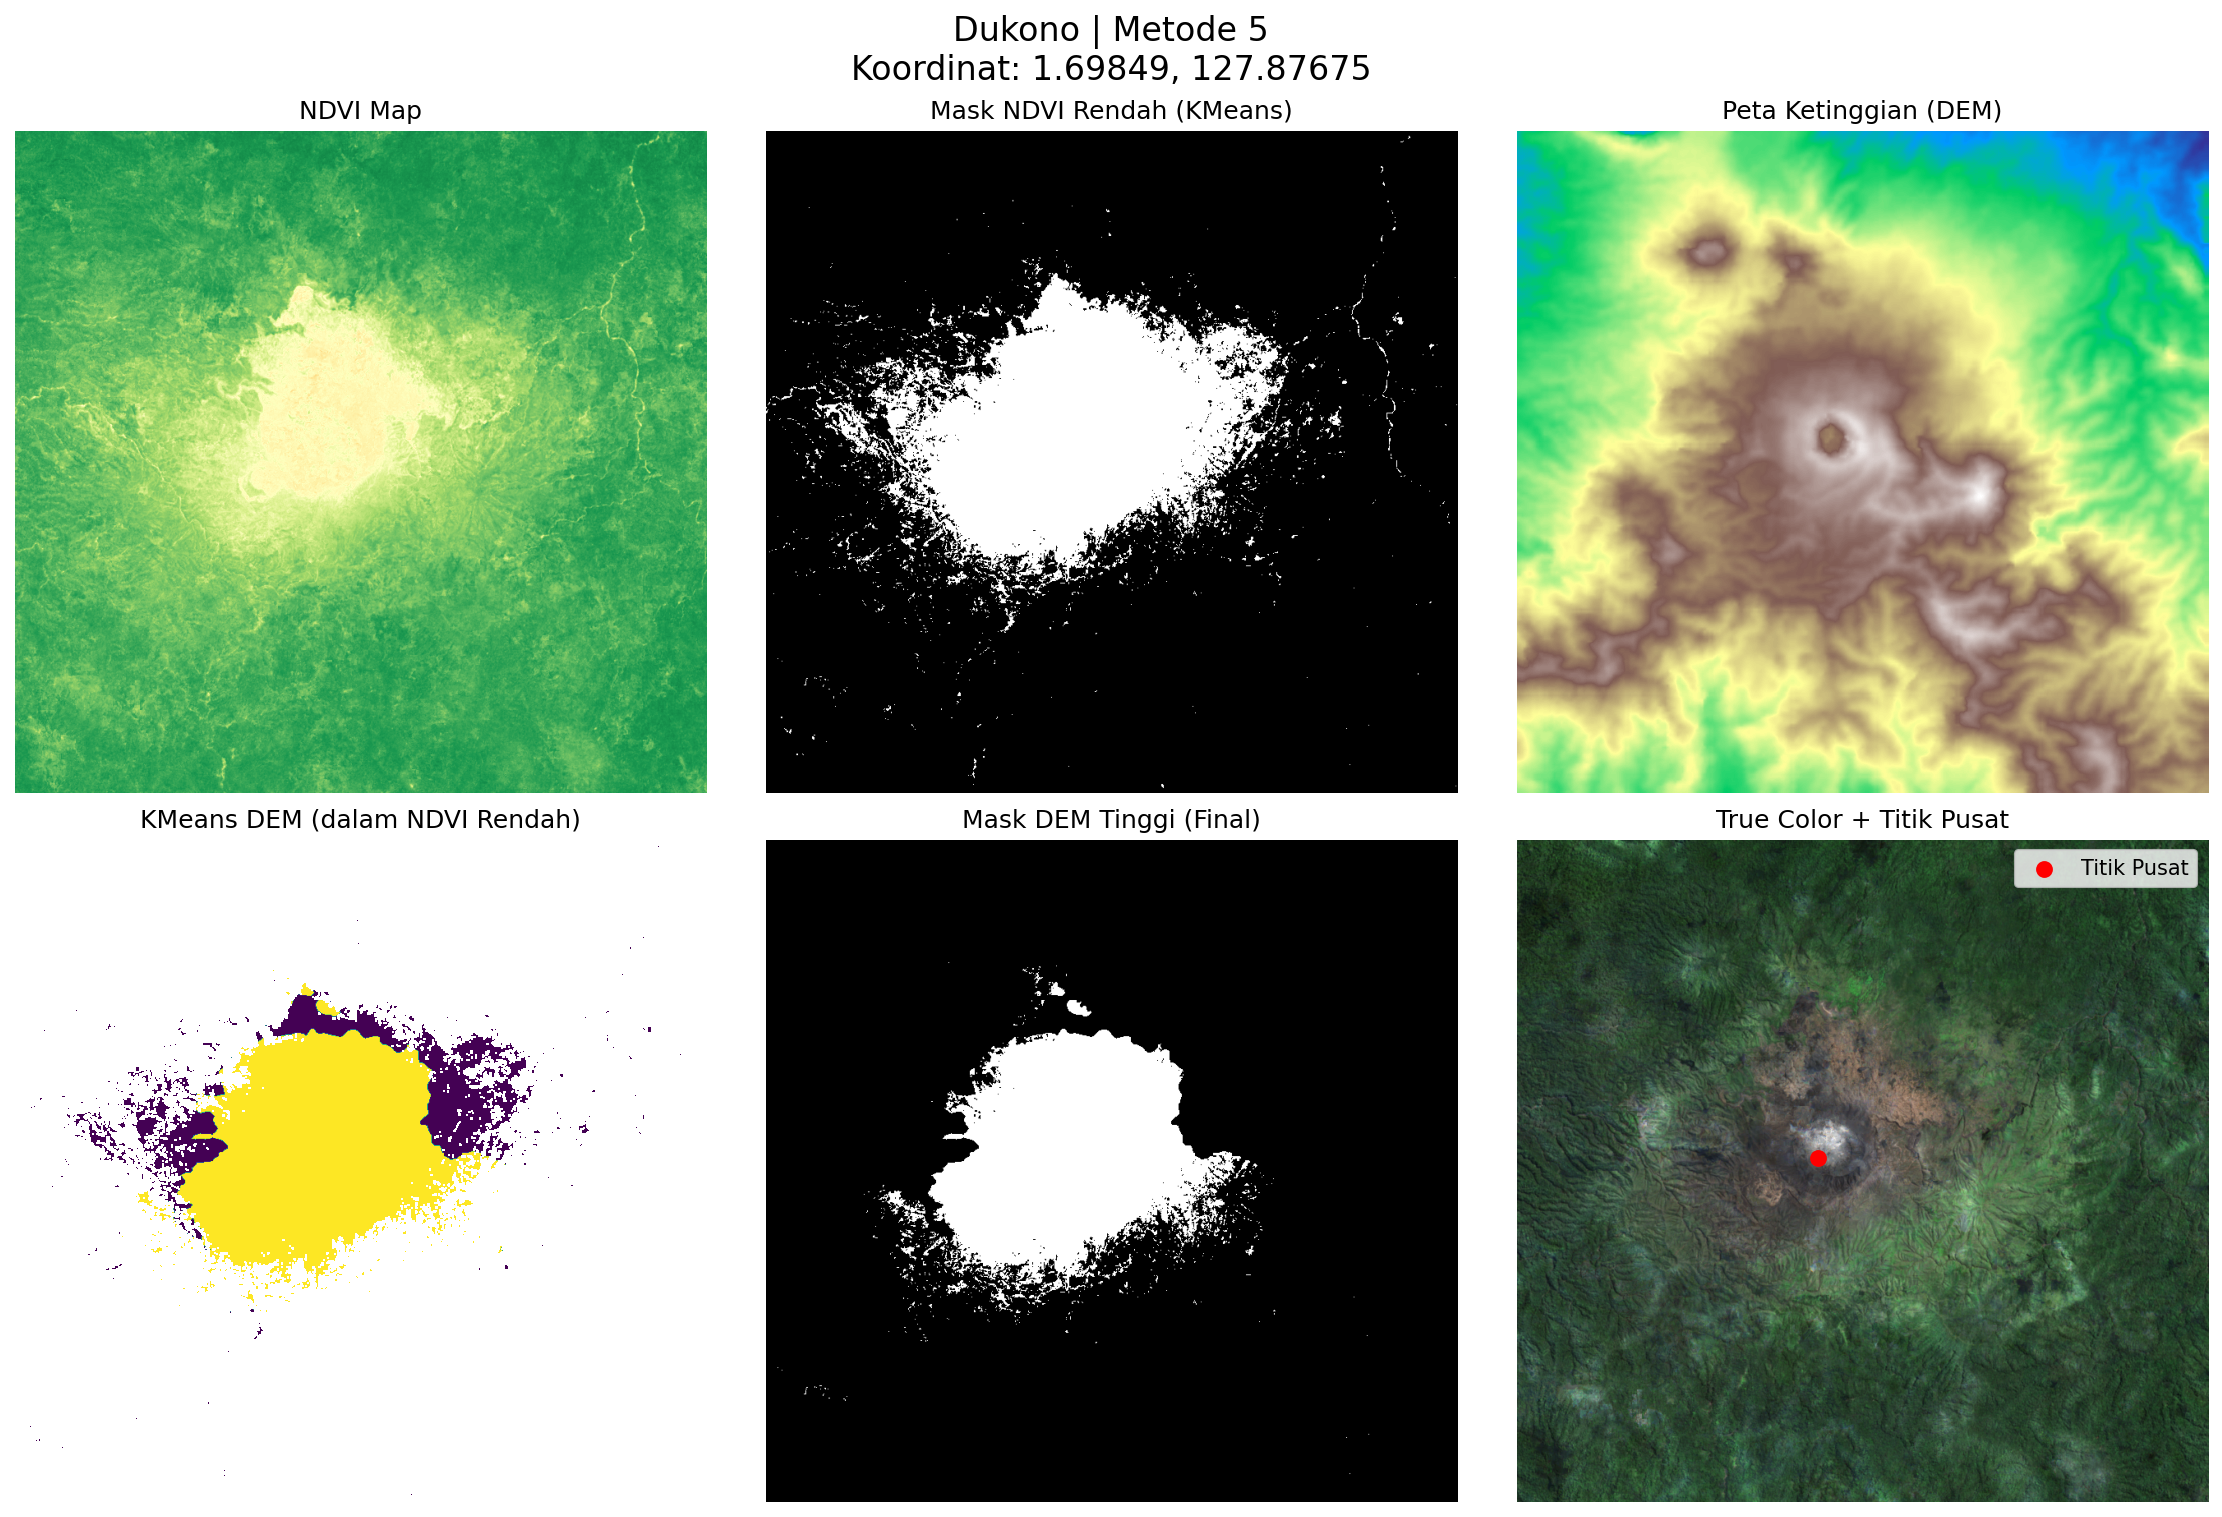 Dukono | Metode 5
Koordinat: 1.69849, 127.87675
NDVI Map
Mask NDVI Rendah (KMeans)
Peta Ketinggian (DEM)
KMeans DEM (dalam NDVI Rendah)
Mask DEM Tinggi (Final)
True Color + Titik Pusat
Titik Pusat